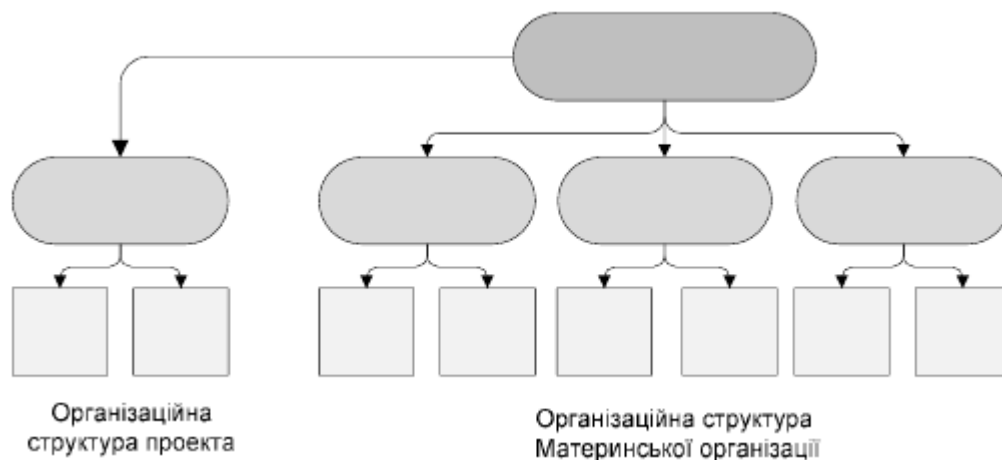 Організаційна
структура проекта
Організаційна структура
Материнської організації